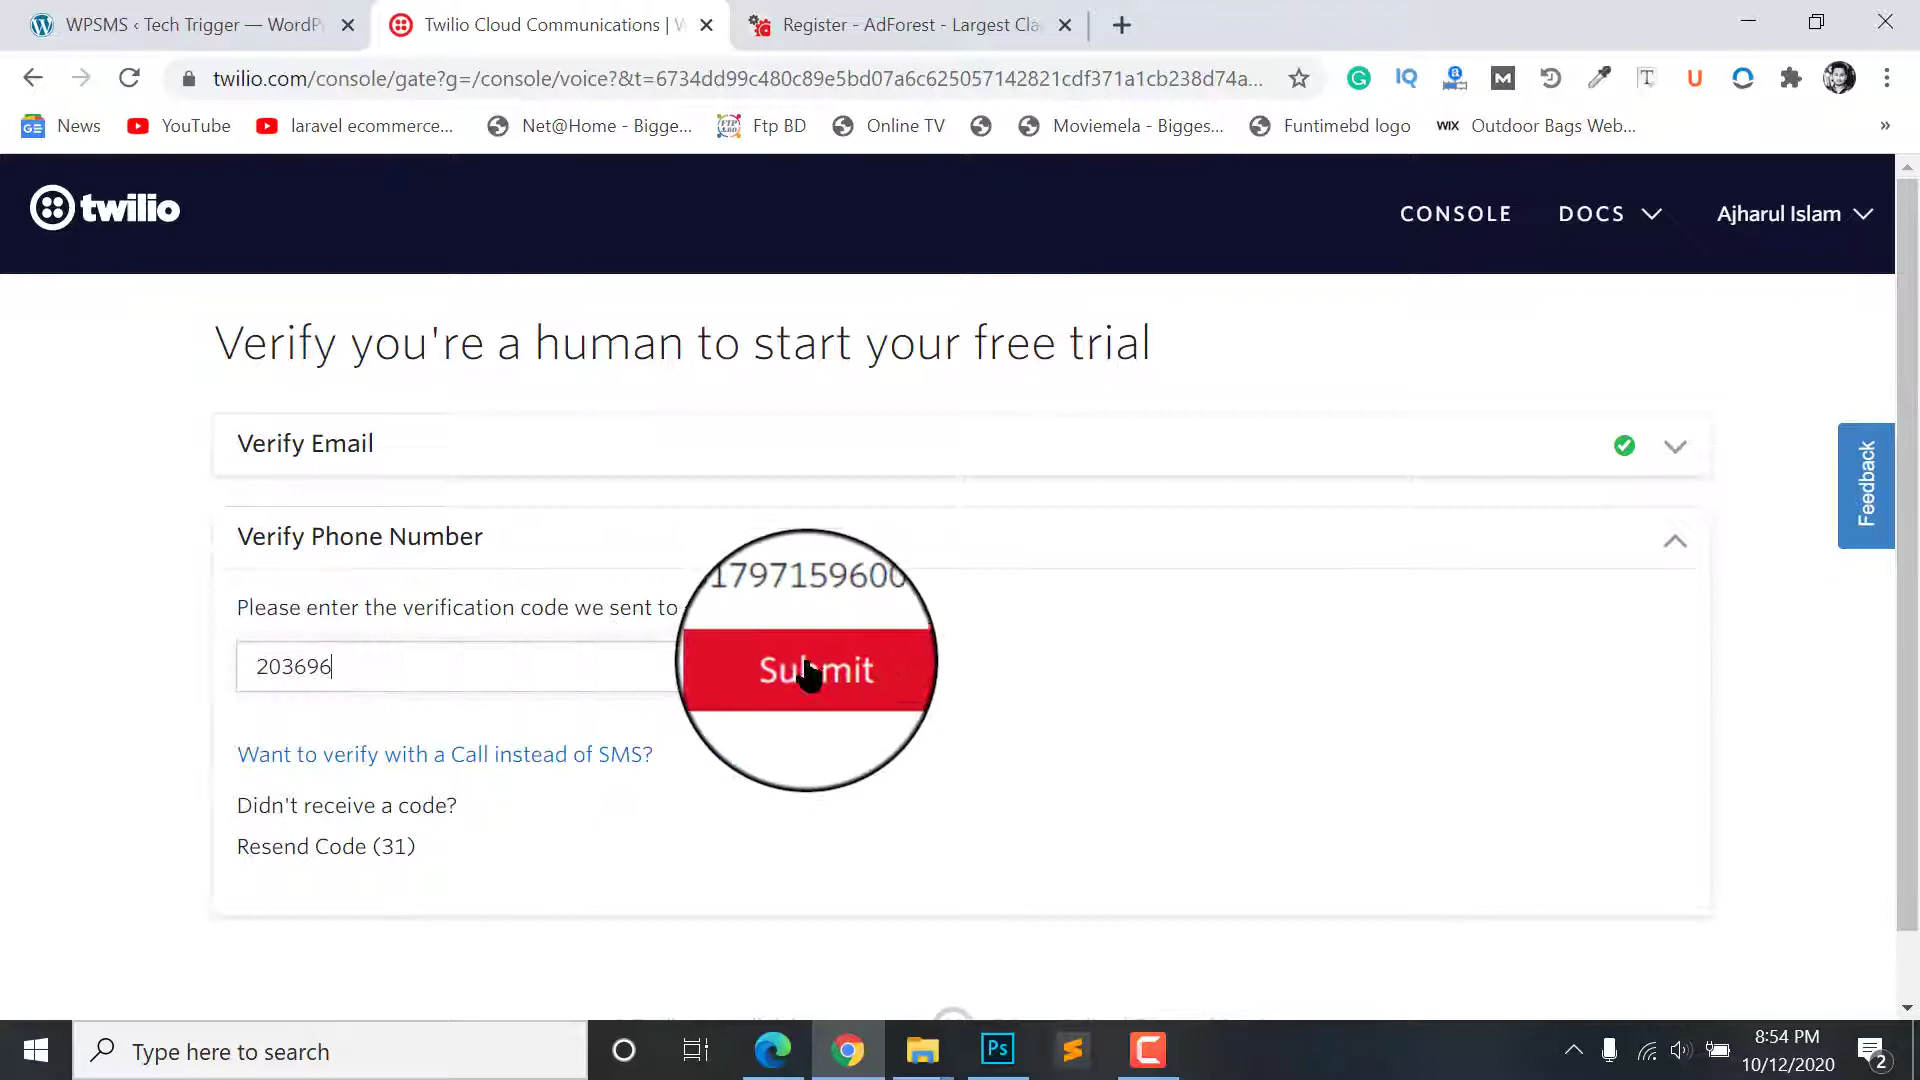 WPSMS ‹ Tech Trigger — WordP
Twilio Cloud Communications | W
Register - AdForest - Largest Cla
twilio.com/console/gate?g=/console/voice?&t=6734dd99c480c89e5bd07a6c625057142821cdf371a1cb238d74a...
News
YouTube
laravel ecommerce...
Net@Home - Bigge...
Ftp BD
Online TV
Moviemela - Bigges...
Funtimebd logo
WIX
Outdoor Bags Web...
»
twilio
CONSOLE
DOCS
Ajharul Islam
Verify you're a human to start your free trial
Verify Email
Feedback
Verify Phone Number
Please enter the verification code we sent to
1797159600
203696
Submit
Want to verify with a Call instead of SMS?
Didn't receive a code?
Resend Code (31)
Type here to search
Ps
8:54 PM
10/12/2020
2